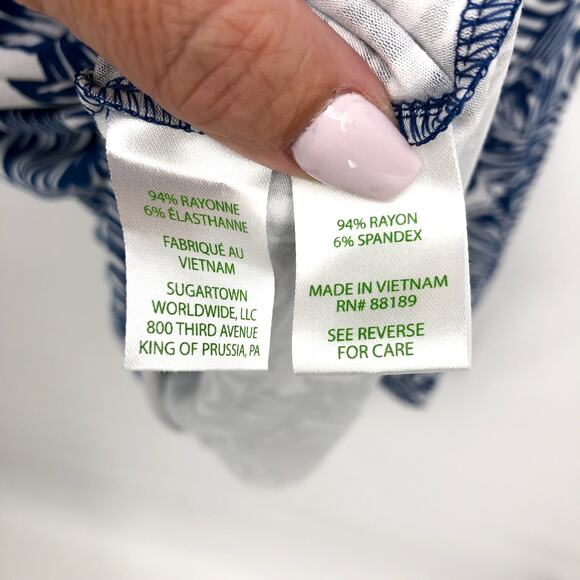 94% RAYONNE
6% ÉLASTHANNE
FABRIQUÉ AU
VIETNAM
SUGARTOWN
WORLDWIDE, LLC
800 THIRD AVENUE
KING OF PRUSSIA, PA
94% RAYON
6% SPANDEX
MADE IN VIETNAM
RN# 88189
SEE REVERSE
FOR CARE